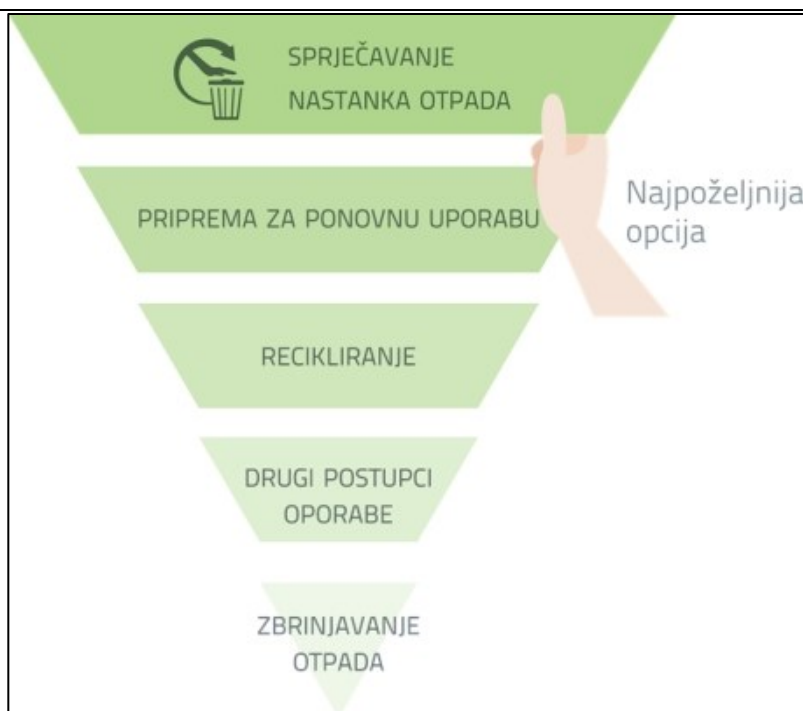 SPRJEČAVANJE
NASTANKA OTPADA
PRIPREMA ZA PONOVNU UPORABU
Najpoželjnija
opcija
RECIKLIRANJE
DRUGI POSTUPCI
OPORABE
ZBRINJAVANJE
OTPADA